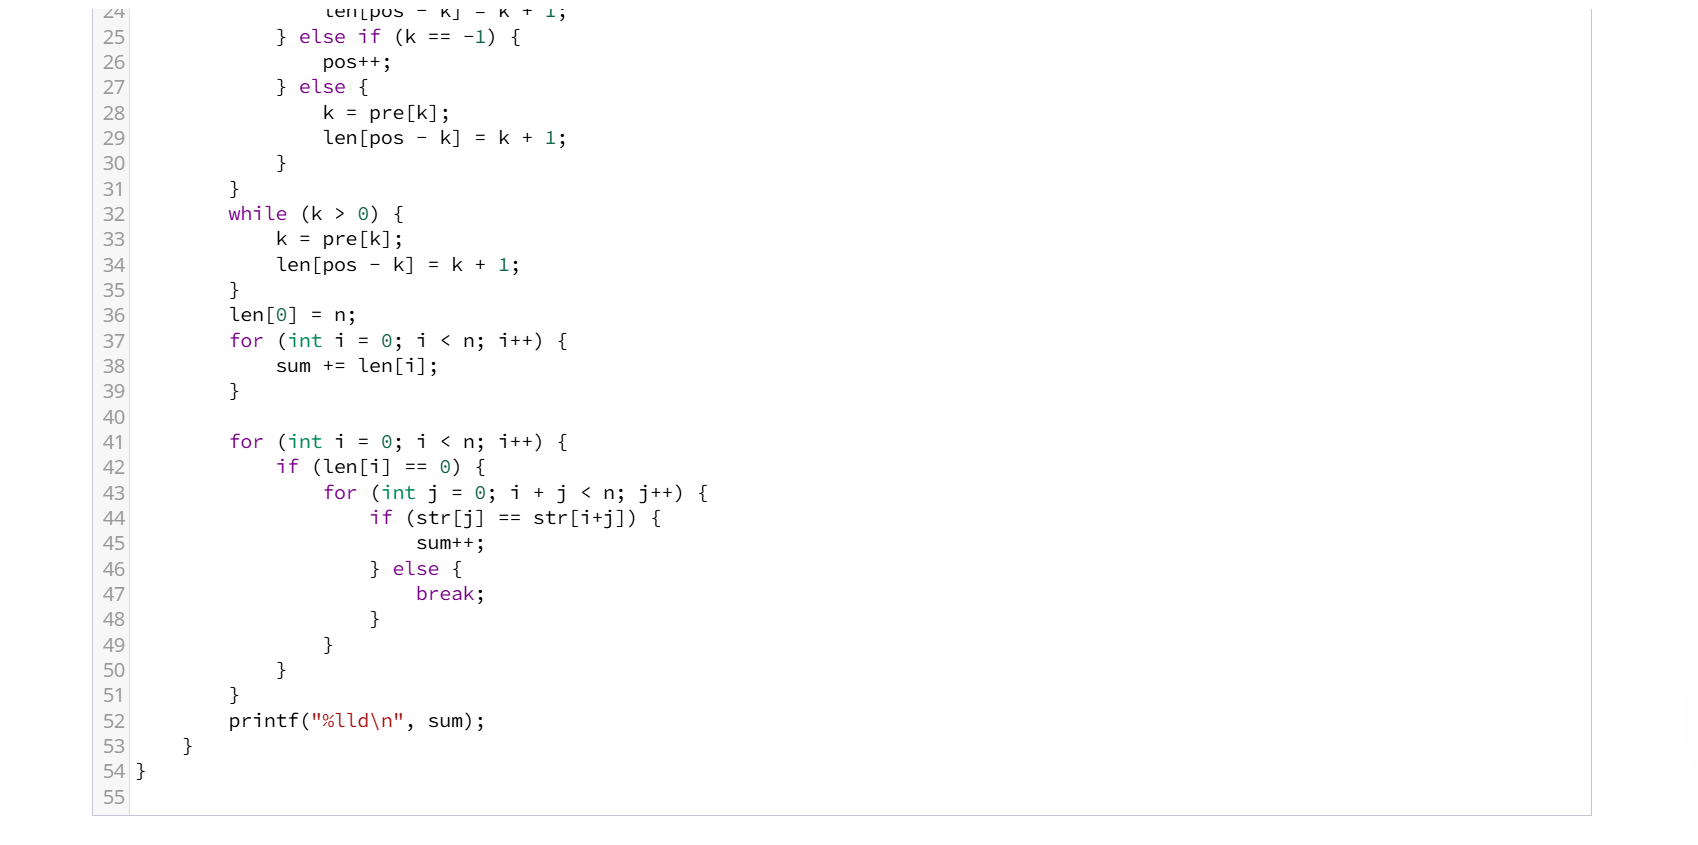 24                 len[pos - k] = k + 1;
25             } else if (k == -1) {
26                 pos++;
27             } else {
28                 k = pre[k];
29                 len[pos - k] = k + 1;
30             }
31         }
32         while (k > 0) {
33             k = pre[k];
34             len[pos - k] = k + 1;
35         }
36         len[0] = n;
37         for (int i = 0; i < n; i++) {
38             sum += len[i];
39         }
40
41         for (int i = 0; i < n; i++) {
42             if (len[i] == 0) {
43                 for (int j = 0; i + j < n; j++) {
44                     if (str[j] == str[i+j]) {
45                         sum++;
46                     } else {
47                         break;
48                     }
49                 }
50             }
51         }
52         printf("%lld\n", sum);
53     }
54 }
55